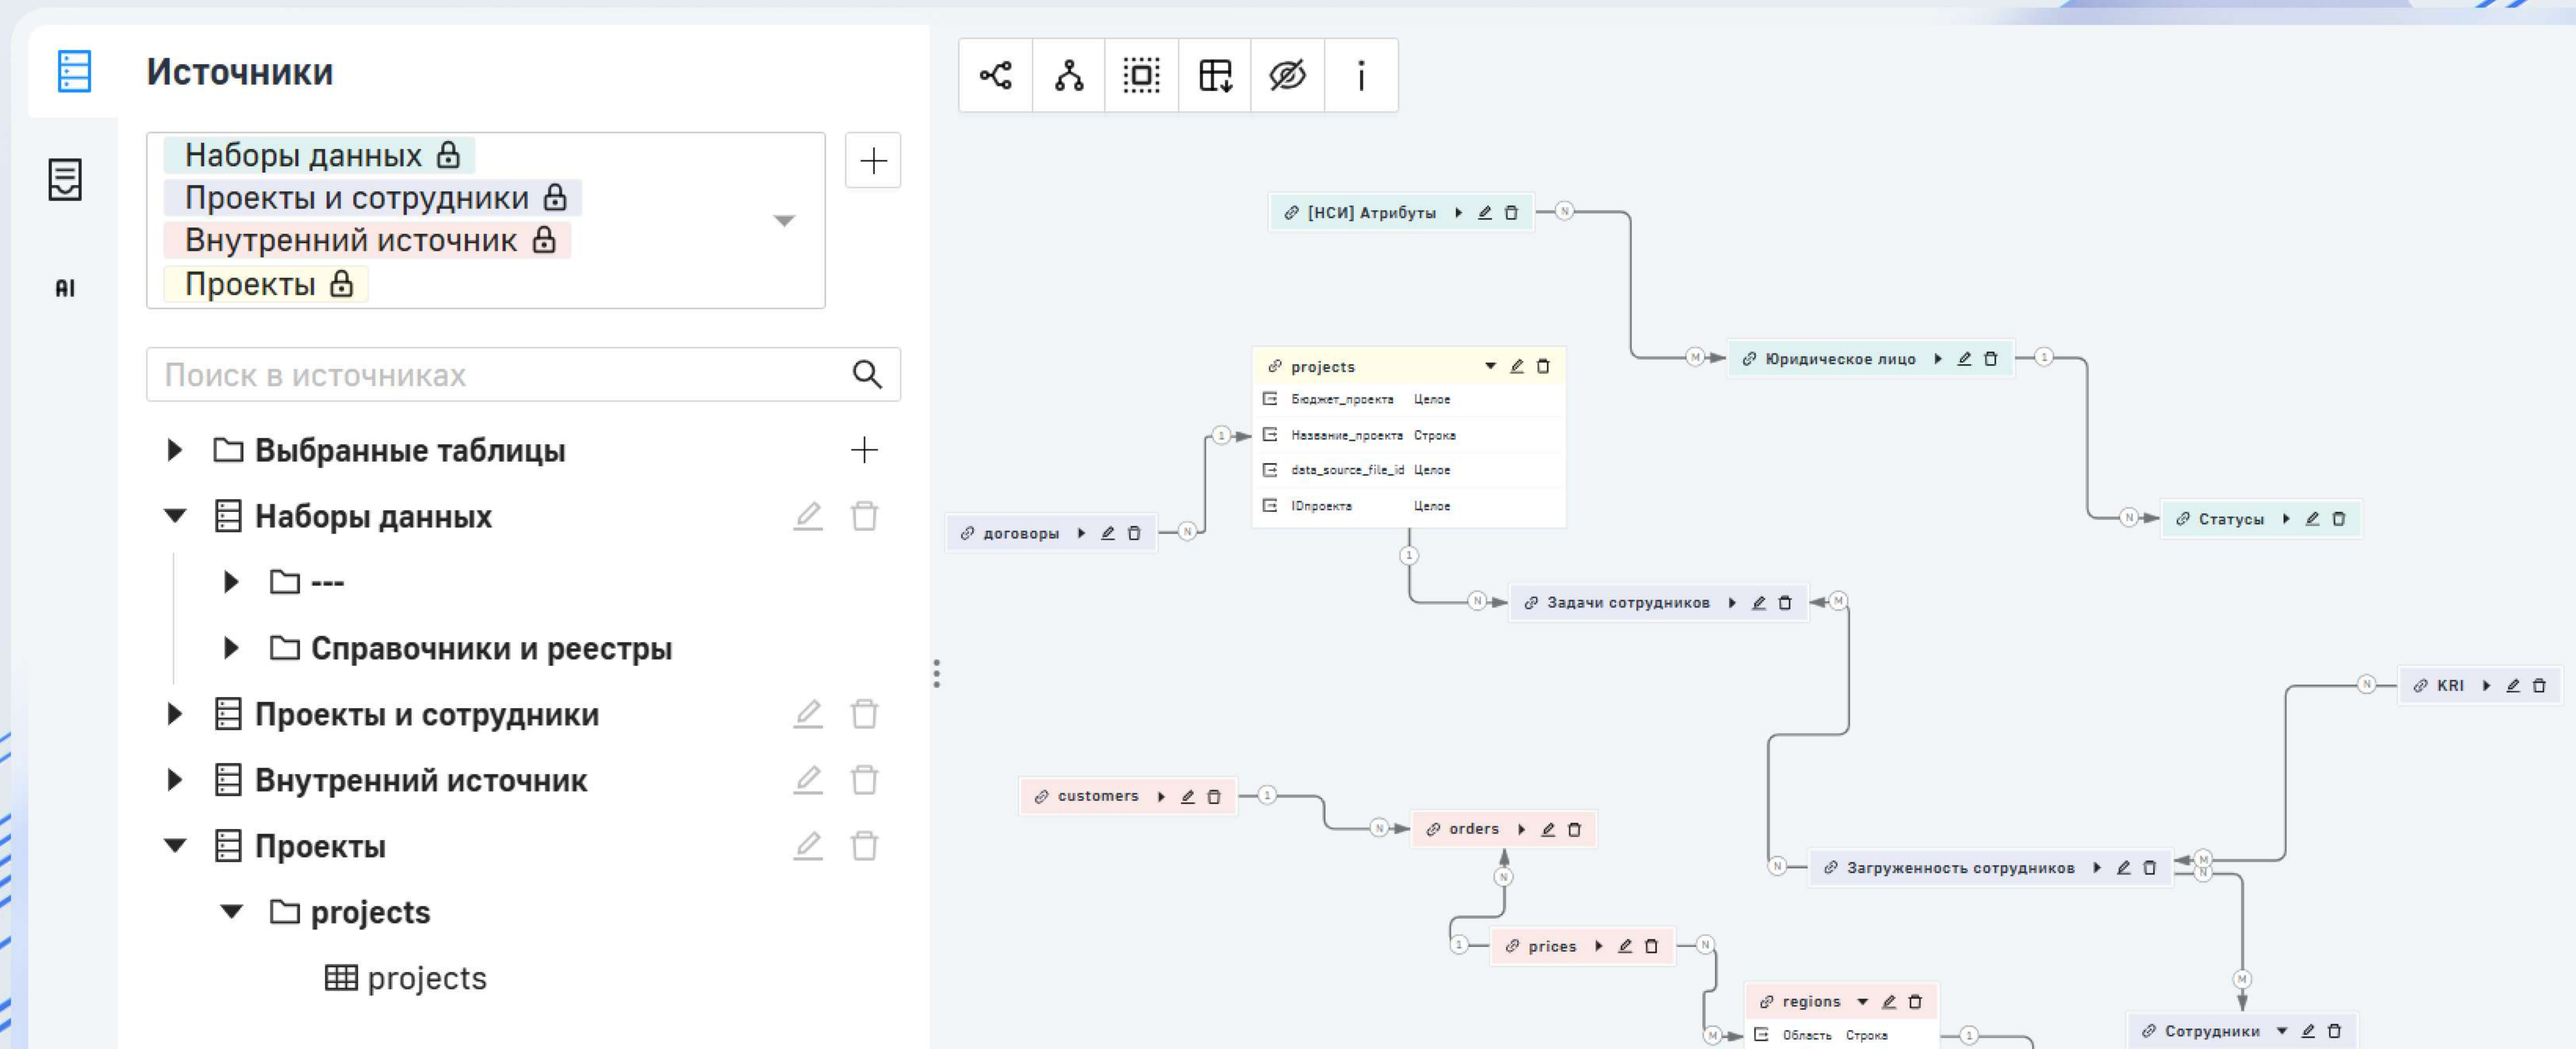 Источники
Наборы данных
Проекты и сотрудники
Внутренний источник
Проекты
AI
Поиск в источниках
Выбранные таблицы
Наборы данных
---
Справочники и реестры
Проекты и сотрудники
Внутренний источник
Проекты
projects
projects
i
[НСИ] Атрибуты
N
M
Юридическое лицо
1
N
Статусы
projects
Бюджет_проекта Целое
Название_проекта Строка
data_source_file_id Целое
IDпроекта Целое
1
договоры
N
1
N
Задачи сотрудников
M
KRI
N
customers
1
N
orders
N
1
prices
N
M
N
Загруженность сотрудников
M
N
M
regions
Область Строка
1
Сотрудники